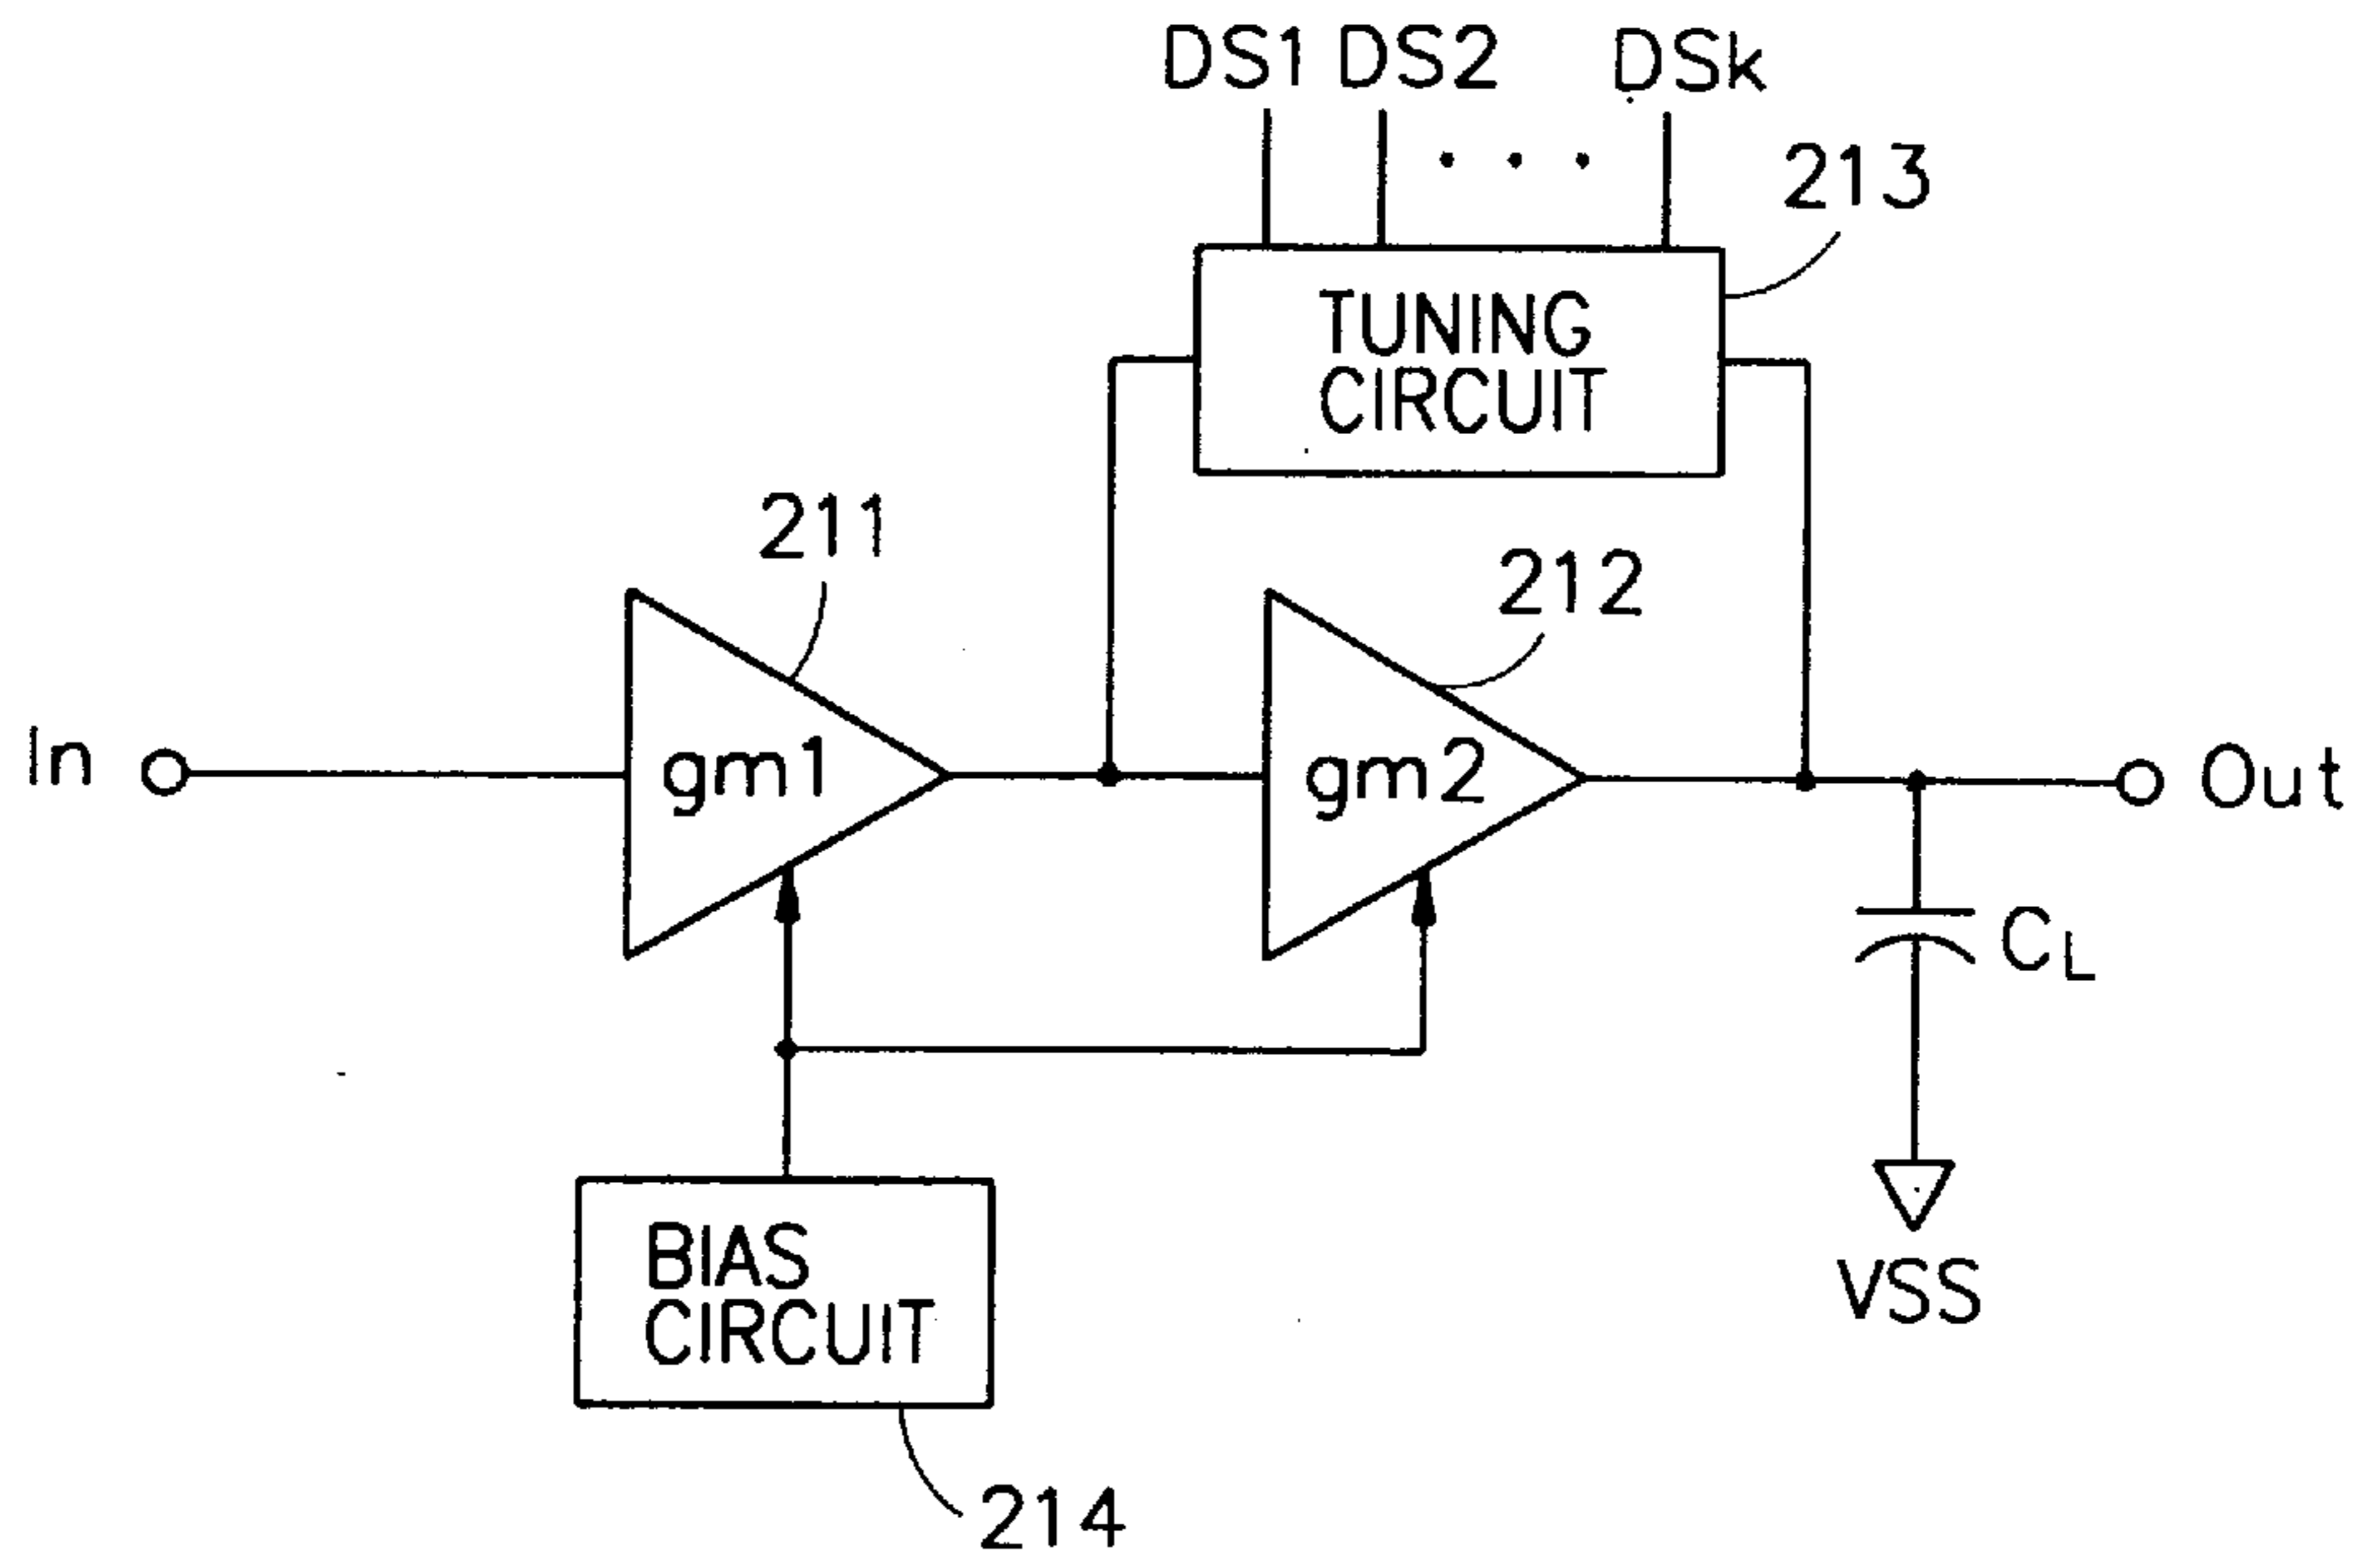 DS1 DS2 DSk
213
TUNING
CIRCUIT
211
212
In
gm1
gm2
Out
CL
BIAS
CIRCUIT
VSS
214